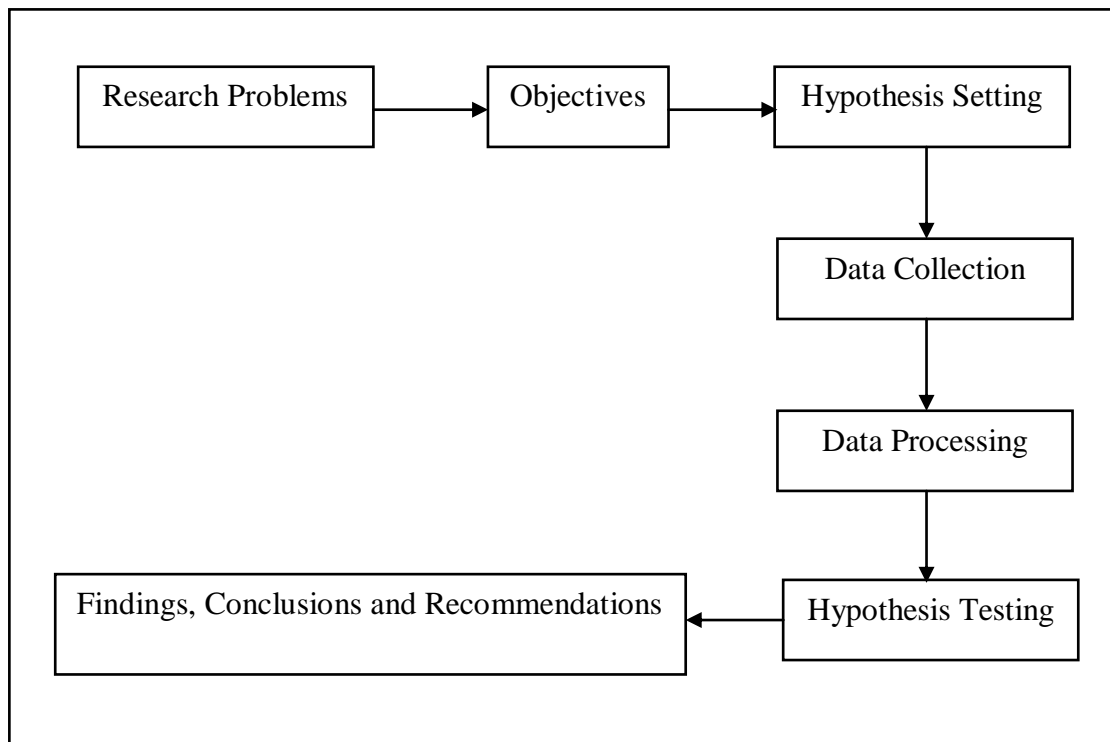 Research Problems
Objectives
Hypothesis Setting
Data Collection
Data Processing
Hypothesis Testing
Findings, Conclusions and Recommendations